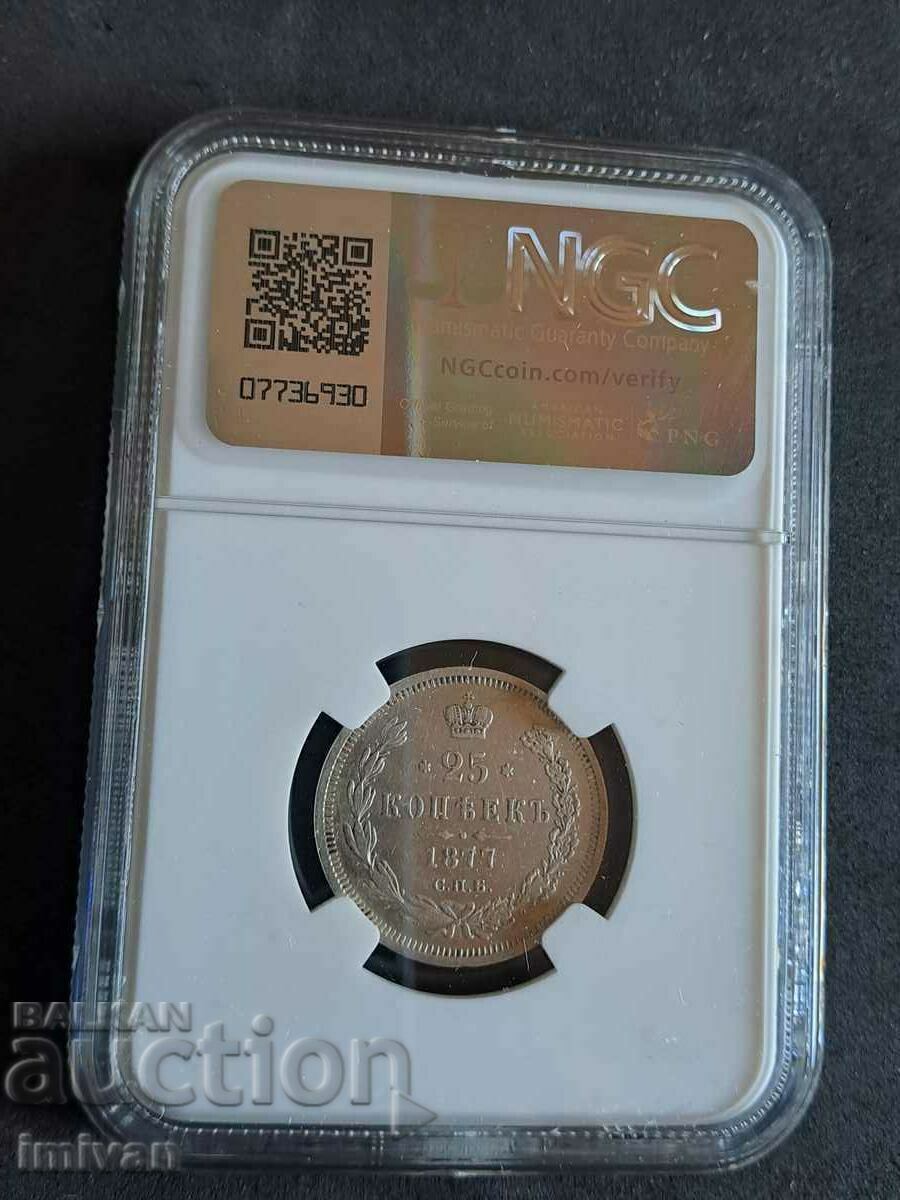 NGC
Numismatic Guaranty Company
NGCcoin.com/verify
07736930
Official Grading
Service of
AMERICAN
NUMISMATIC
ASSOCIATION
PNG
* 25 *
КОПѢЕКЪ
1877
С.П.Б.
BALKAN
auction
imivan